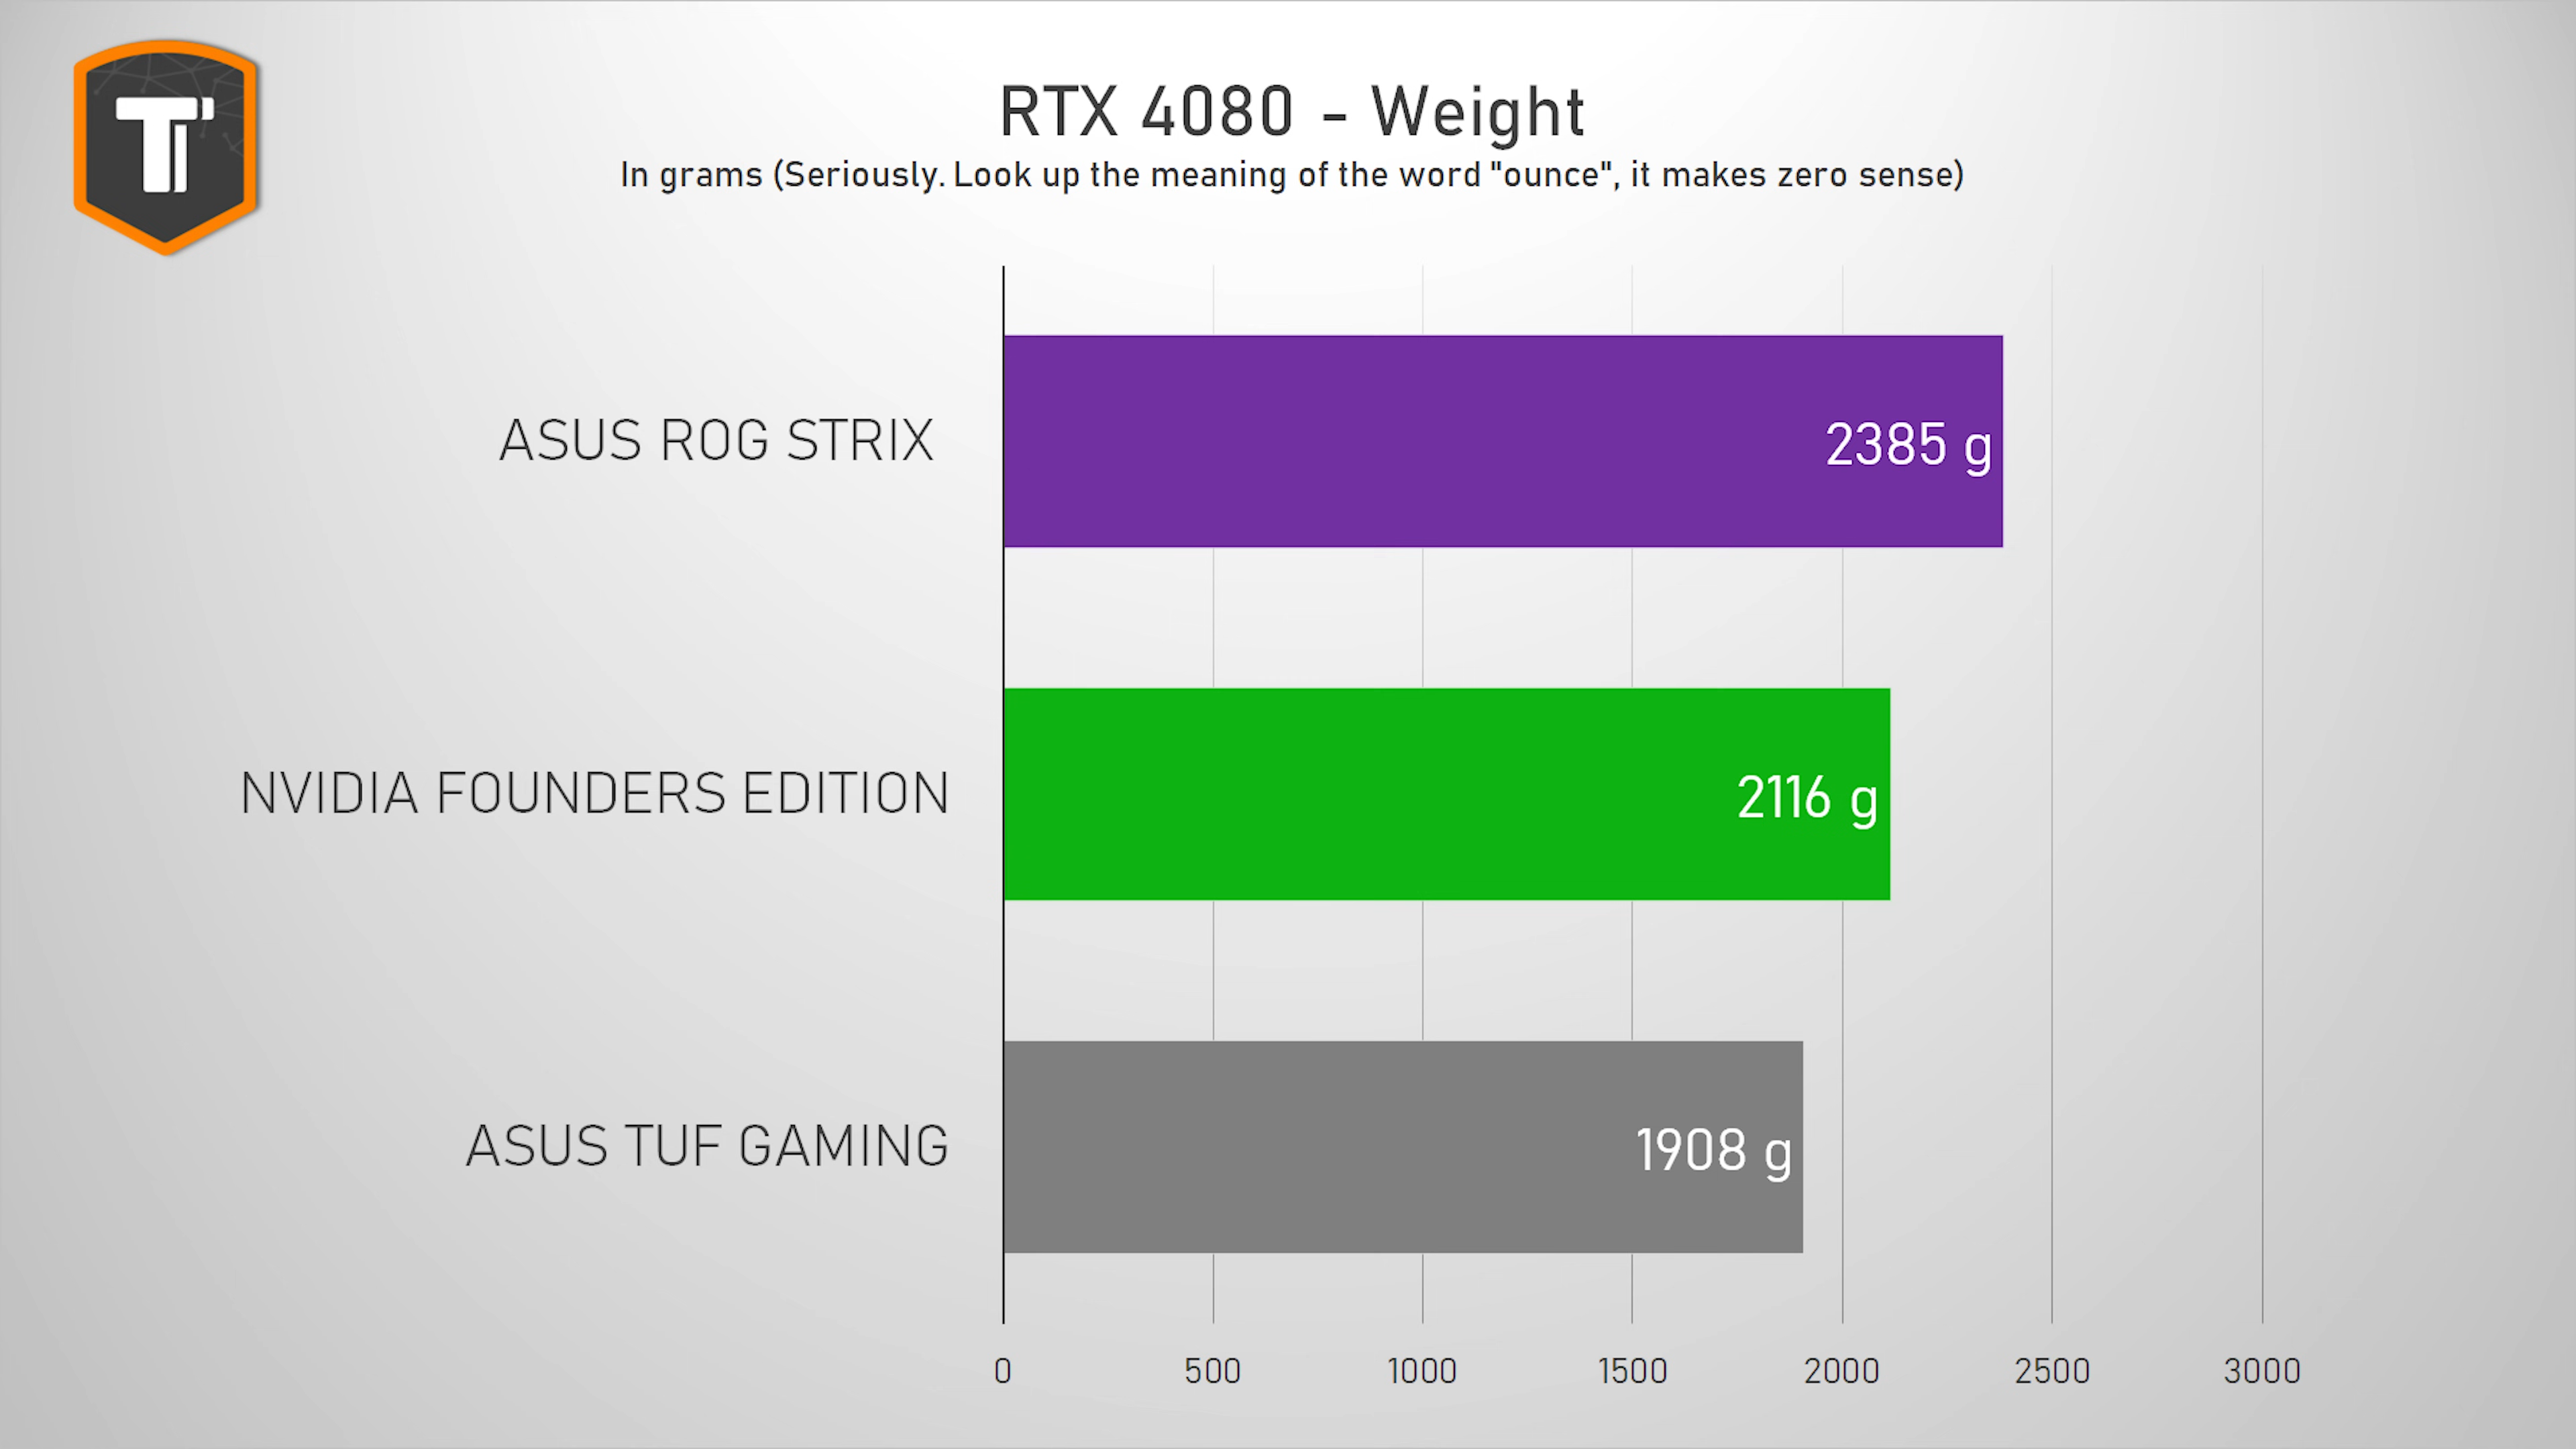 RTX 4080 - Weight
In grams (Seriously. Look up the meaning of the word "ounce", it makes zero sense)
ASUS ROG STRIX
2385 g
NVIDIA FOUNDERS EDITION
2116 g
ASUS TUF GAMING
1908 g
0 500 1000 1500 2000 2500 3000